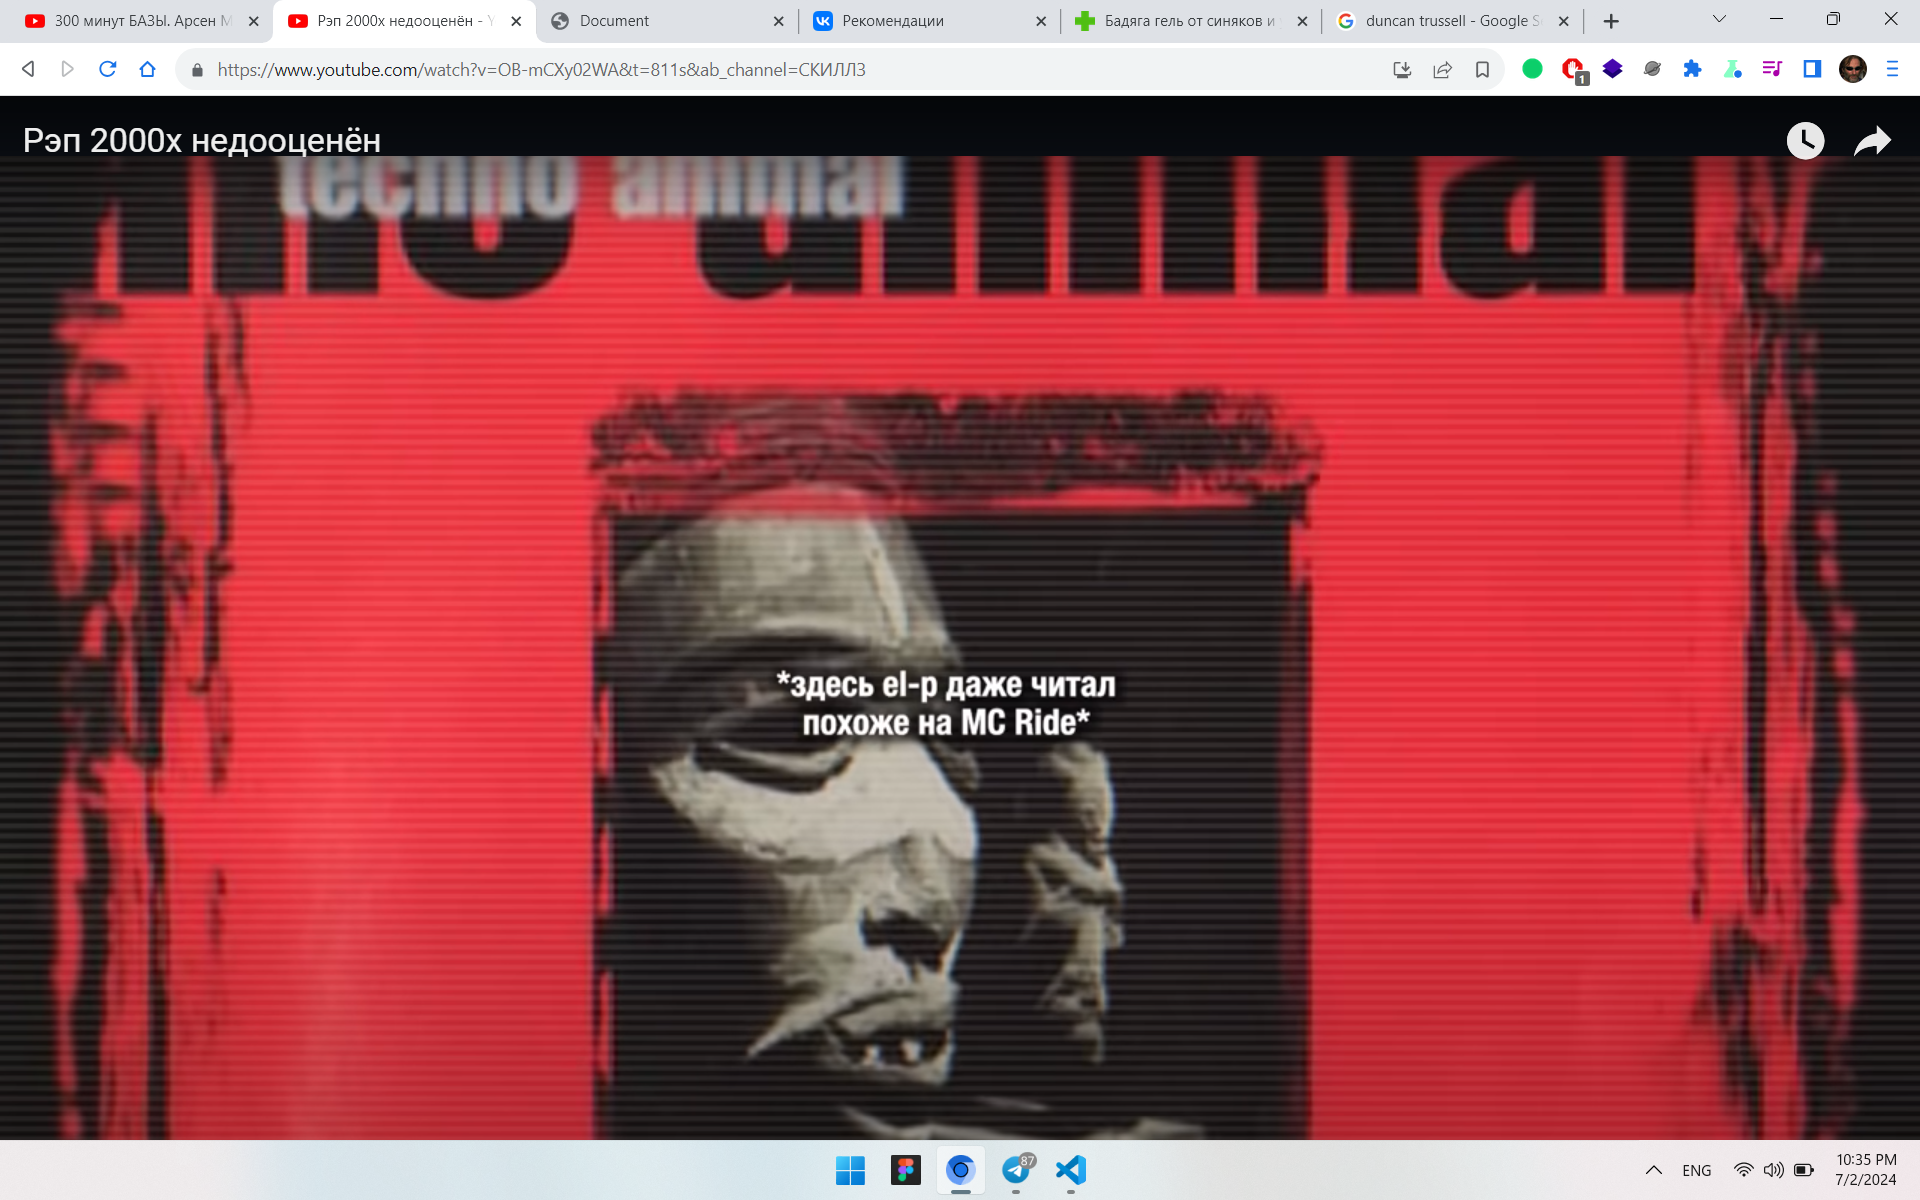 300 минут БАЗЫ. Арсен М
Рэп 2000х недооценён - Y
Document
Рекомендации
Бадяга гель от синяков и
duncan trussell - Google Se
https://www.youtube.com/watch?v=OB-mCXy02WA&t=811s&ab_channel=СКИЛЛЗ
1
Рэп 2000х недооценён
techno animal
*здесь el-p даже читал
похоже на MC Ride*
87
ENG
10:35 PM
7/2/2024